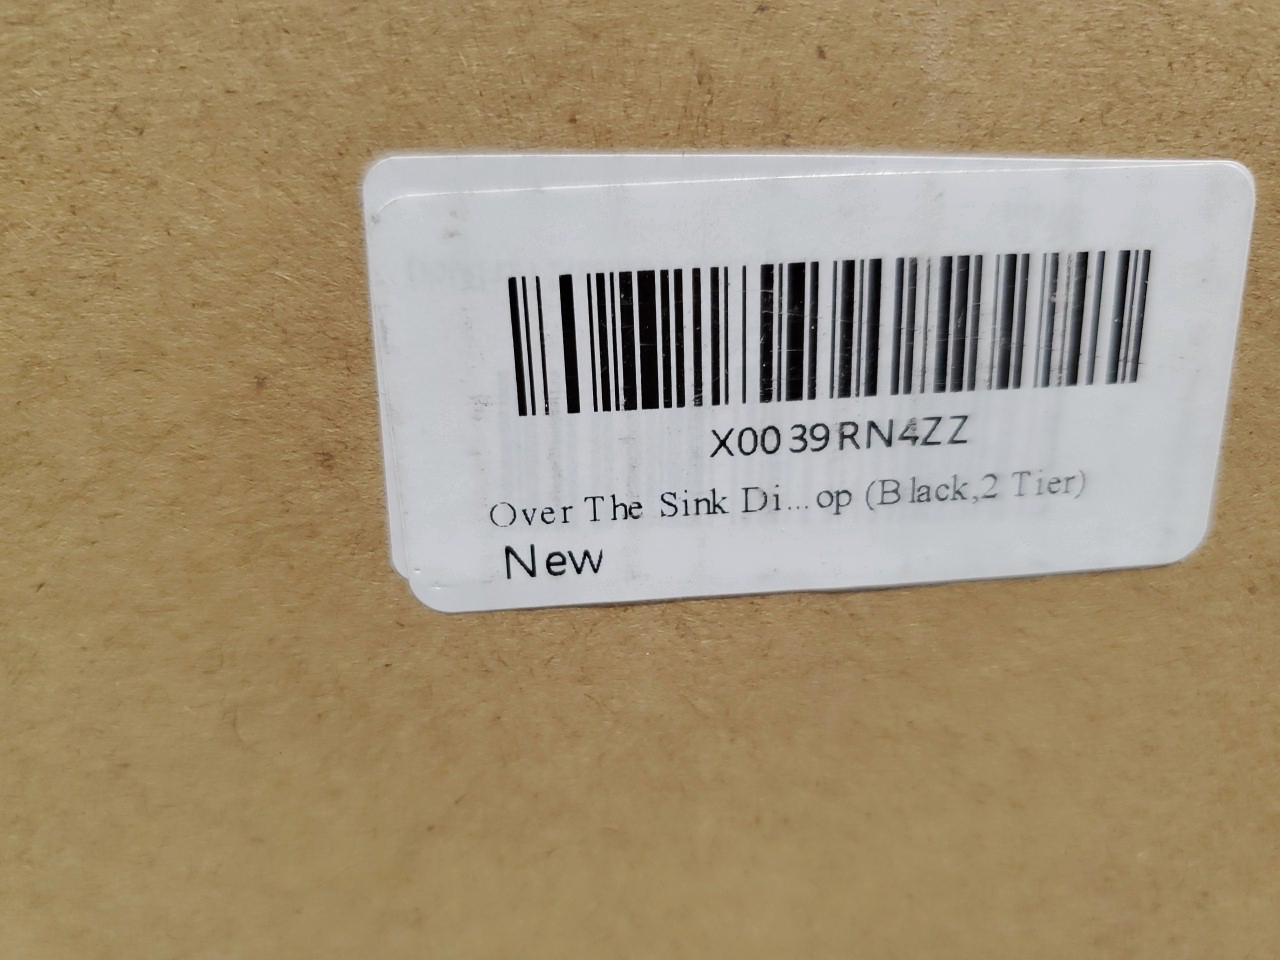 X0039RN4ZZ
Over The Sink Di...op (Black,2 Tier)
New